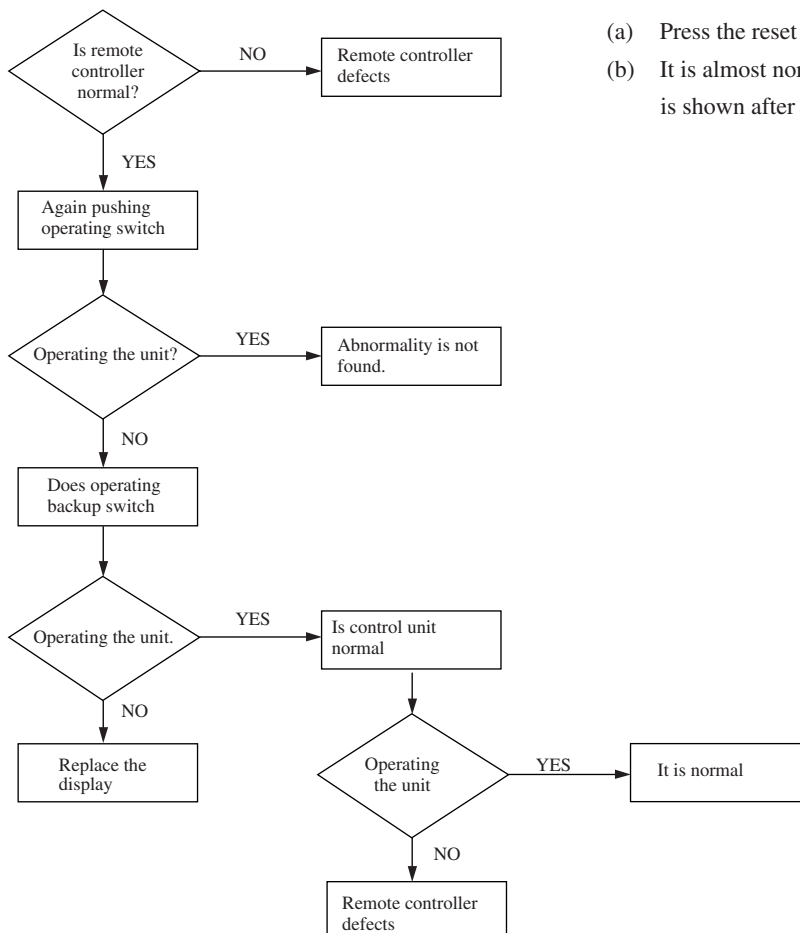 Is remote
controller
normal?
NO
Remote controller
defects
(a) Press the reset
(b) It is almost
is shown after
YES
Again pushing
operating switch
Operating the unit?
YES
Abnormality is not
found.
NO
Does operating
backup switch
Operating the unit.
YES
Is control unit
normal
NO
Replace the
display
Operating
the unit
YES
It is normal
NO
Remote controller
defects